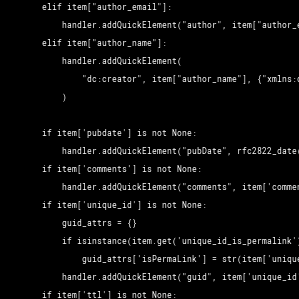 elif item["author_email"]:
handler.addQuickElement("author", item["author_e
elif item["author_name"]:
handler.addQuickElement(
"dc:creator", item["author_name"], {"xmlns:d
)
if item['pubdate'] is not None:
handler.addQuickElement("pubDate", rfc2822_date(
if item['comments'] is not None:
handler.addQuickElement("comments", item['commen
if item['unique_id'] is not None:
guid_attrs = {}
if isinstance(item.get('unique_id_is_permalink')
guid_attrs['isPermaLink'] = str(item['unique
handler.addQuickElement("guid", item['unique_id
if item['ttl'] is not None: